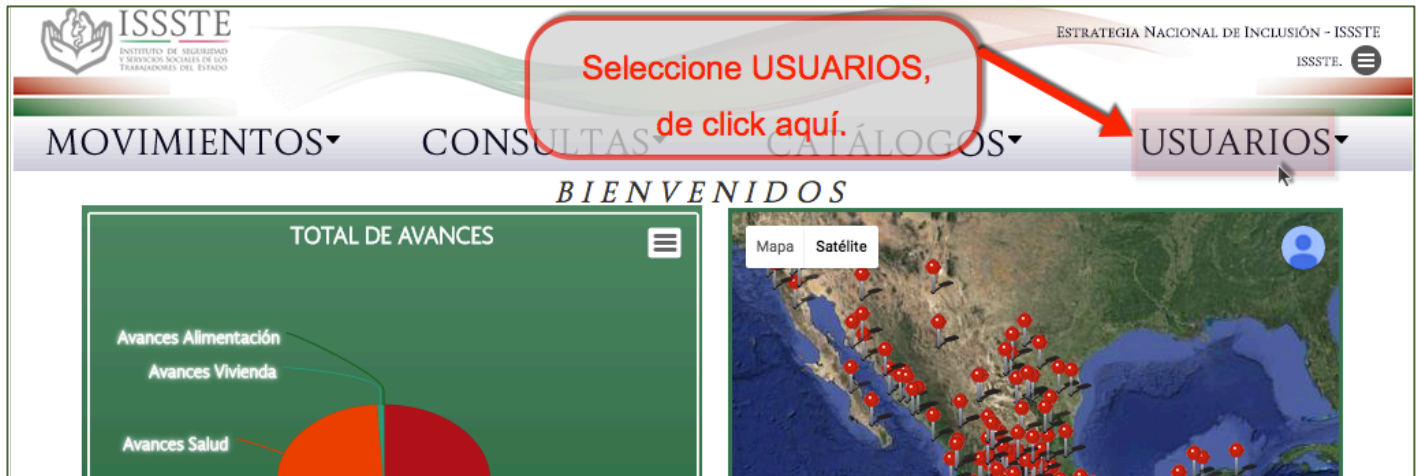 ISSSTE
INSTITUTO DE SEGURIDAD
Y SERVICIOS SOCIALES DE LOS
TRABAJADORES DEL ESTADO
ESTRATEGIA NACIONAL DE INCLUSIÓN - ISSSTE
ISSSTE.
Seleccione USUARIOS,
de click aquí.
MOVIMIENTOS CONSULTAS CATÁLOGOS USUARIOS
BIENVENIDOS
TOTAL DE AVANCES
Avances Alimentación
Avances Vivienda
Avances Salud
Mapa Satélite